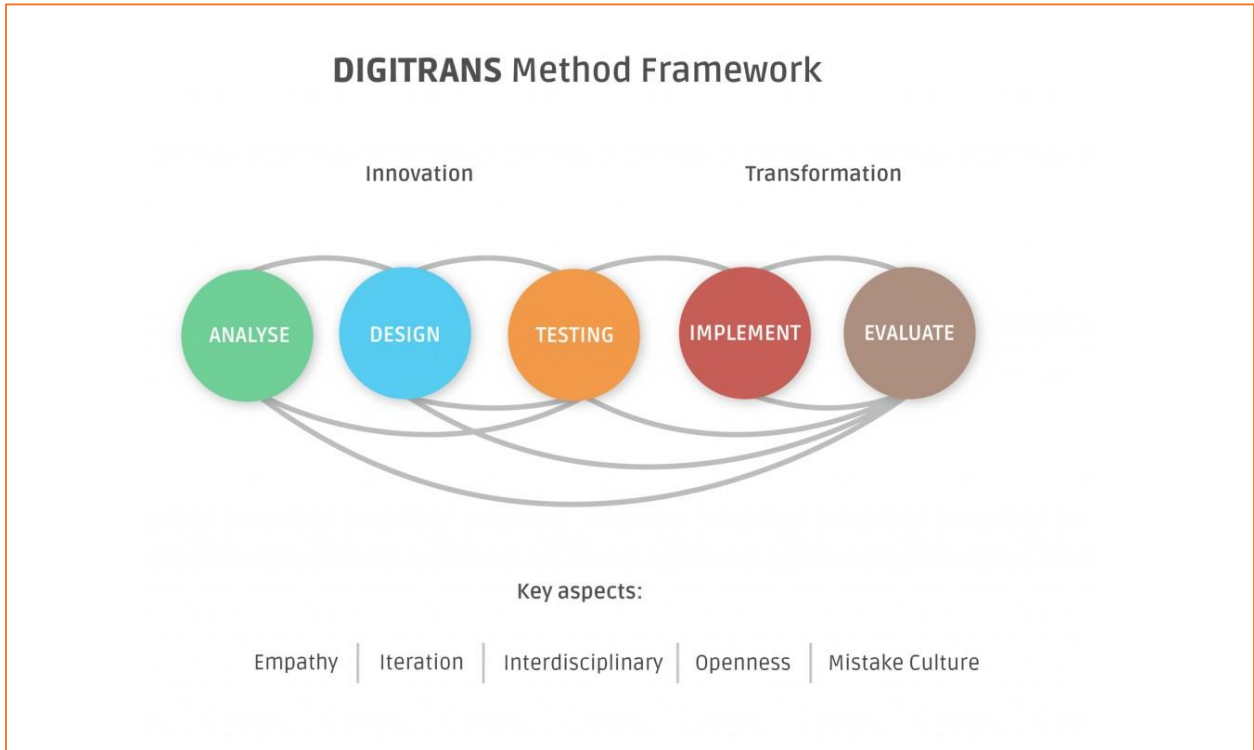 DIGITRANS Method Framework
Innovation Transformation
ANALYSE DESIGN TESTING IMPLEMENT EVALUATE
Key aspects:
Empathy | Iteration | Interdisciplinary | Openness | Mistake Culture